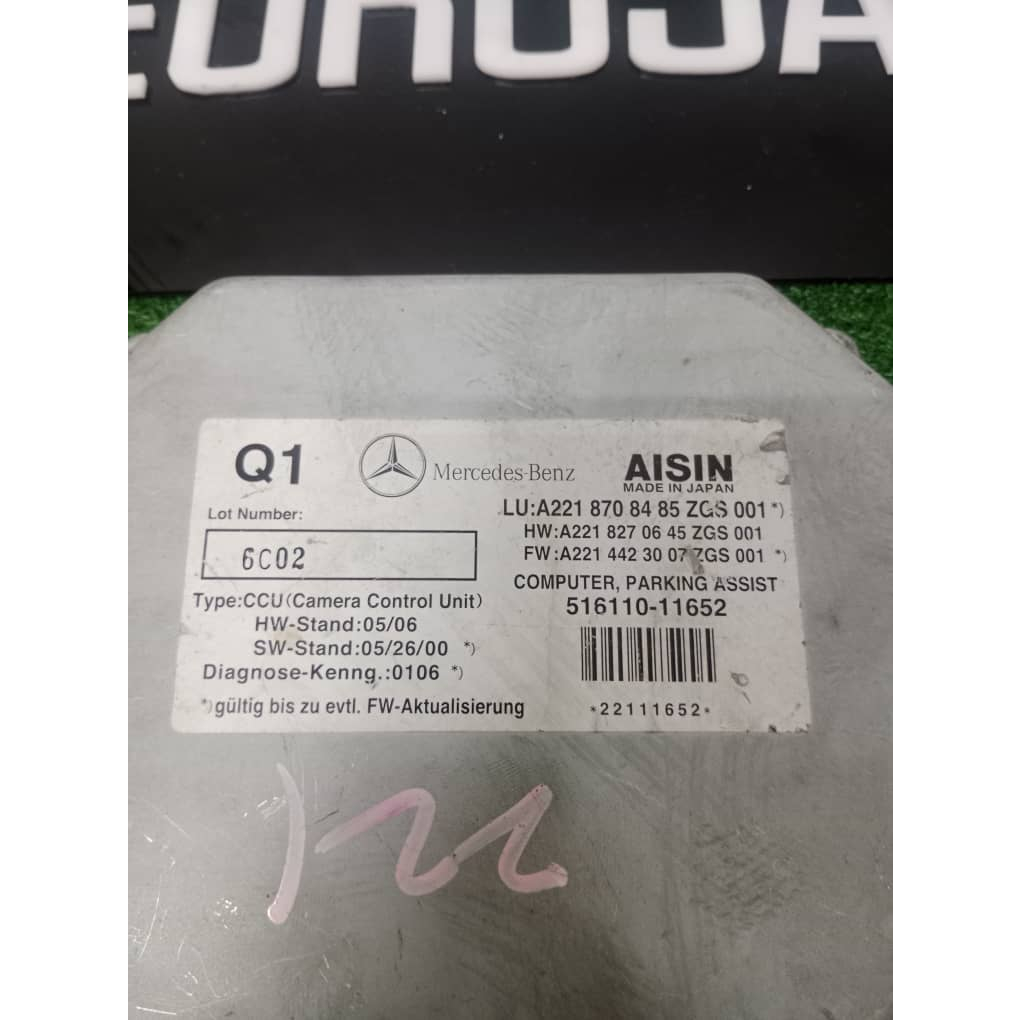 EUROSA
Q1
Mercedes-Benz
AISIN
MADE IN JAPAN
Lot Number:
6C02
LU:A221 870 84 85 ZGS 001 *)
HW:A221 827 06 45 ZGS 001
FW:A221 442 30 07 ZGS 001 *)
COMPUTER, PARKING ASSIST
516110-11652
Type:CCU(Camera Control Unit)
HW-Stand:05/06
SW-Stand:05/26/00 *)
Diagnose-Kenng.:0106 *)
*)gültig bis zu evtl. FW-Aktualisierung
*22111652*
122